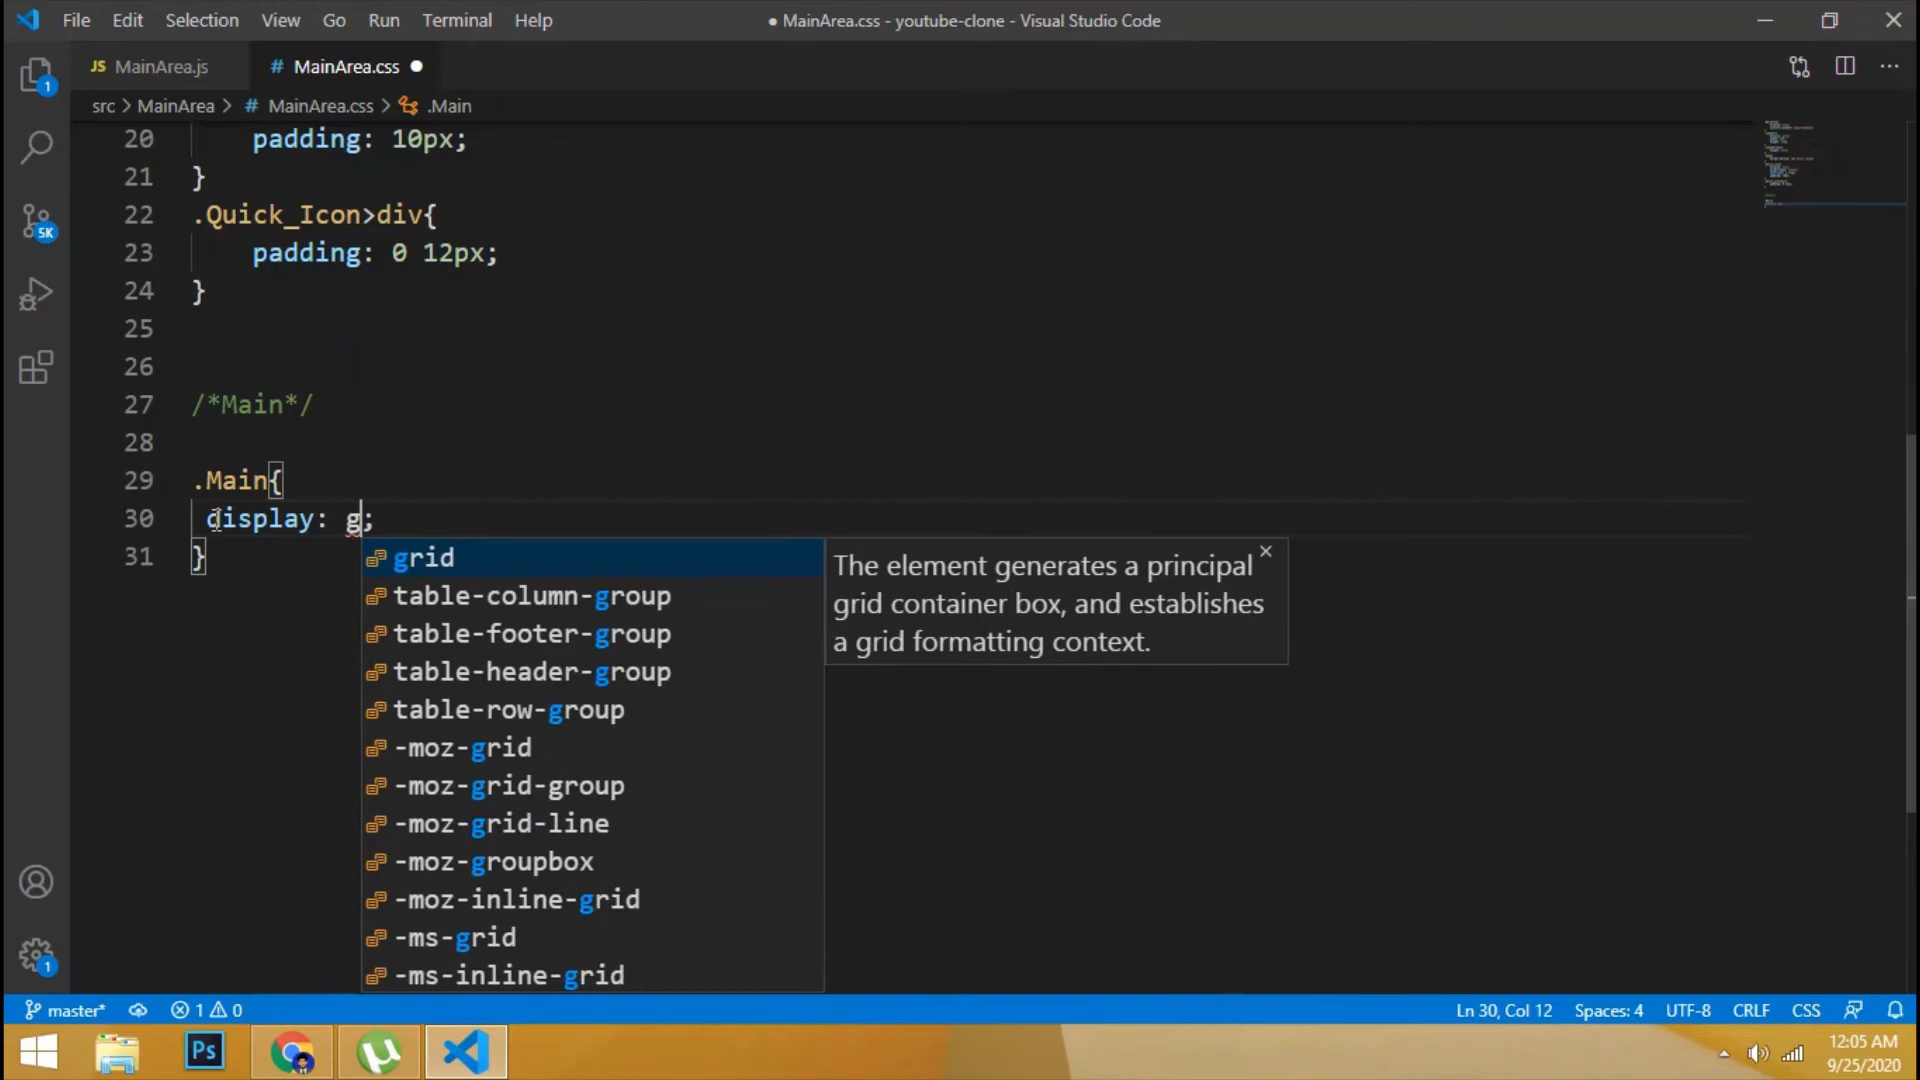 File Edit Selection View Go Run Terminal Help
● MainArea.css - youtube-clone - Visual Studio Code
JS MainArea.js
# MainArea.css
src > MainArea > # MainArea.css > .Main
20 padding: 10px;
21 }
22 .Quick_Icon>div{
23 padding: 0 12px;
24 }
25
26
27 /*Main*/
28
29 .Main{
30 display: g;
31 }
grid
table-column-group
table-footer-group
table-header-group
table-row-group
-moz-grid
-moz-grid-group
-moz-grid-line
-moz-groupbox
-moz-inline-grid
-ms-grid
-ms-inline-grid
The element generates a principal
grid container box, and establishes
a grid formatting context.
1
5K
1
master* 1 0 Ln 30, Col 12 Spaces: 4 UTF-8 CRLF CSS
Ps
12:05 AM
9/25/2020